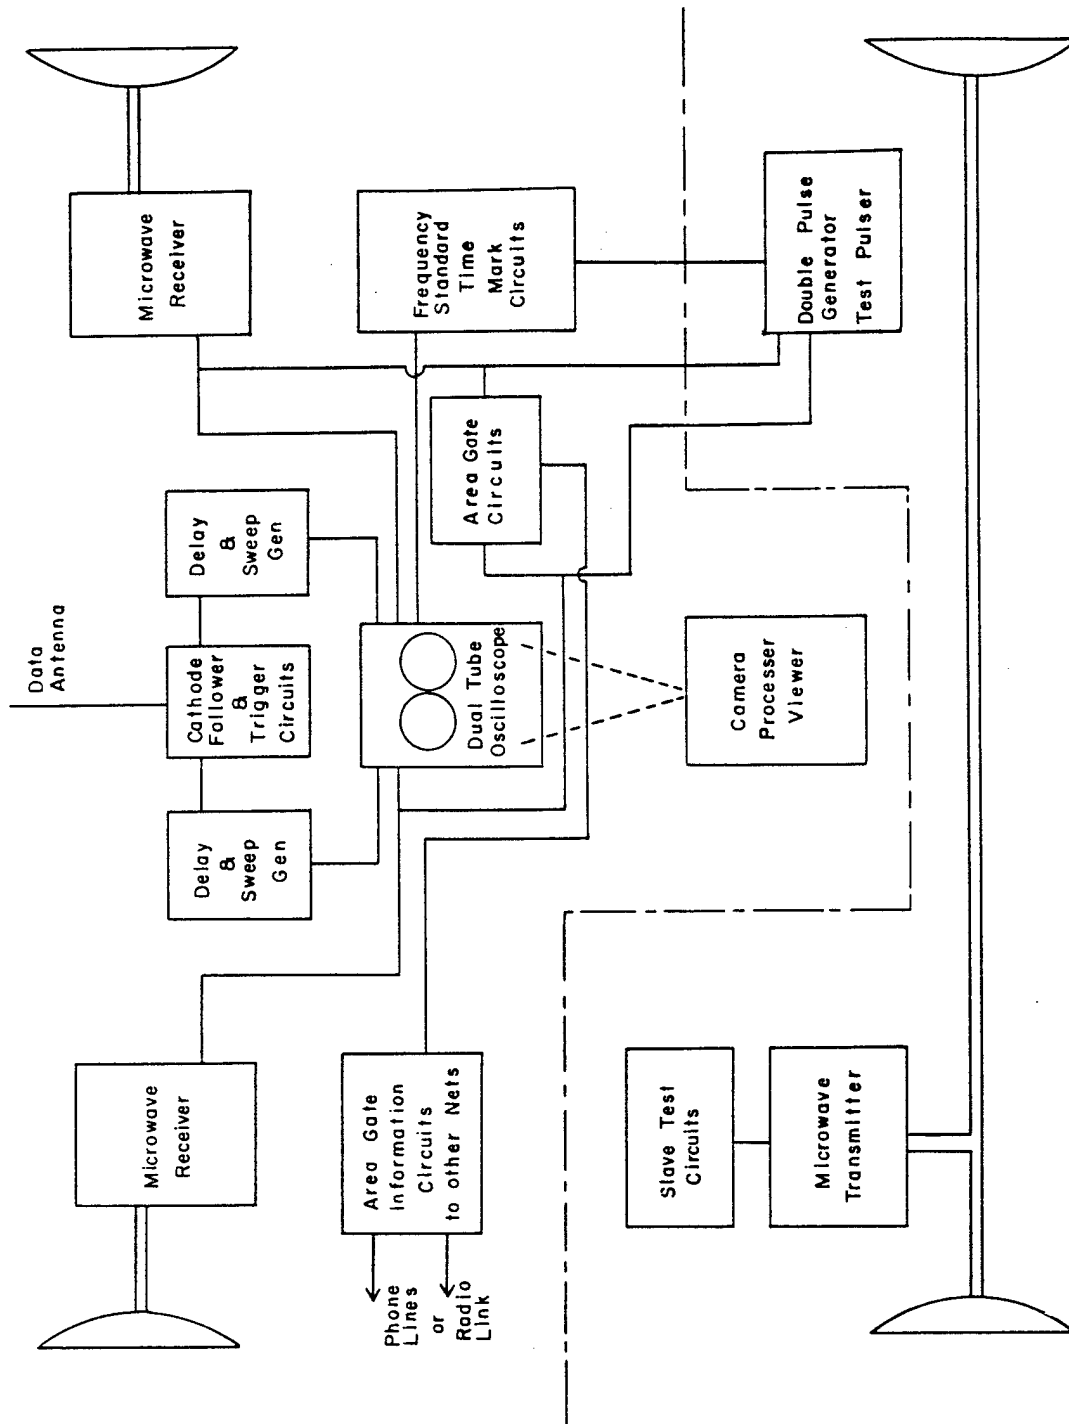 Data
Antenna
Microwave
Receiver
Delay
&
Sweep
Gen
Cathode
Follower
&
Trigger
Circuits
Delay
&
Sweep
Gen
Microwave
Receiver
Area Gate
Information
Circuits
to other Nets
Phone
Lines
or
Radio
Link
Dual Tube
Oscilloscope
Area Gate
Circuits
Frequency
Standard
Time
Mark
Circuits
Slave Test
Circuits
Microwave
Transmitter
Camera
Processer
Viewer
Double Pulse
Generator
Test Pulser